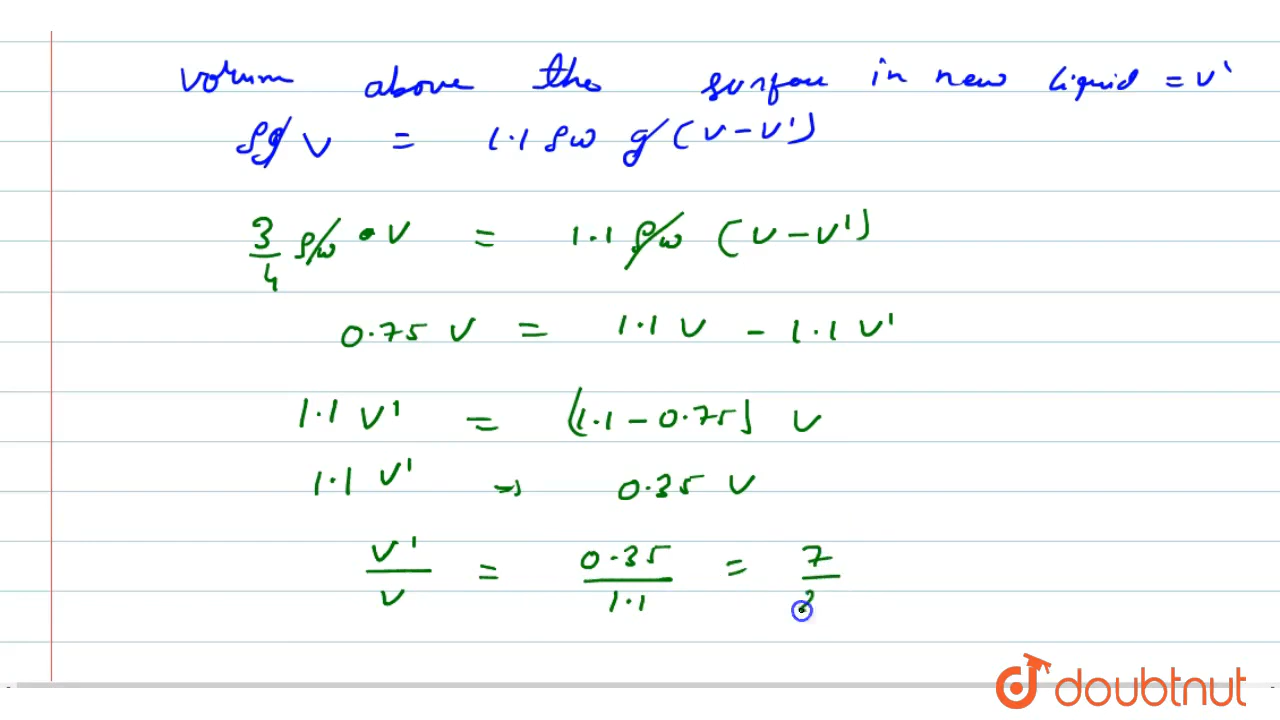 volum above the surface in new liquid = v'
ρg v = 1.1 ρw g (v - v')
3/4 ρw • v = 1.1 ρw (v - v')
0.75 v = 1.1 v - 1.1 v'
1.1 v' = (1.1 - 0.75) v
1.1 v' → 0.35 v
v'/v = 0.35/1.1 = 7/2
doubtnut